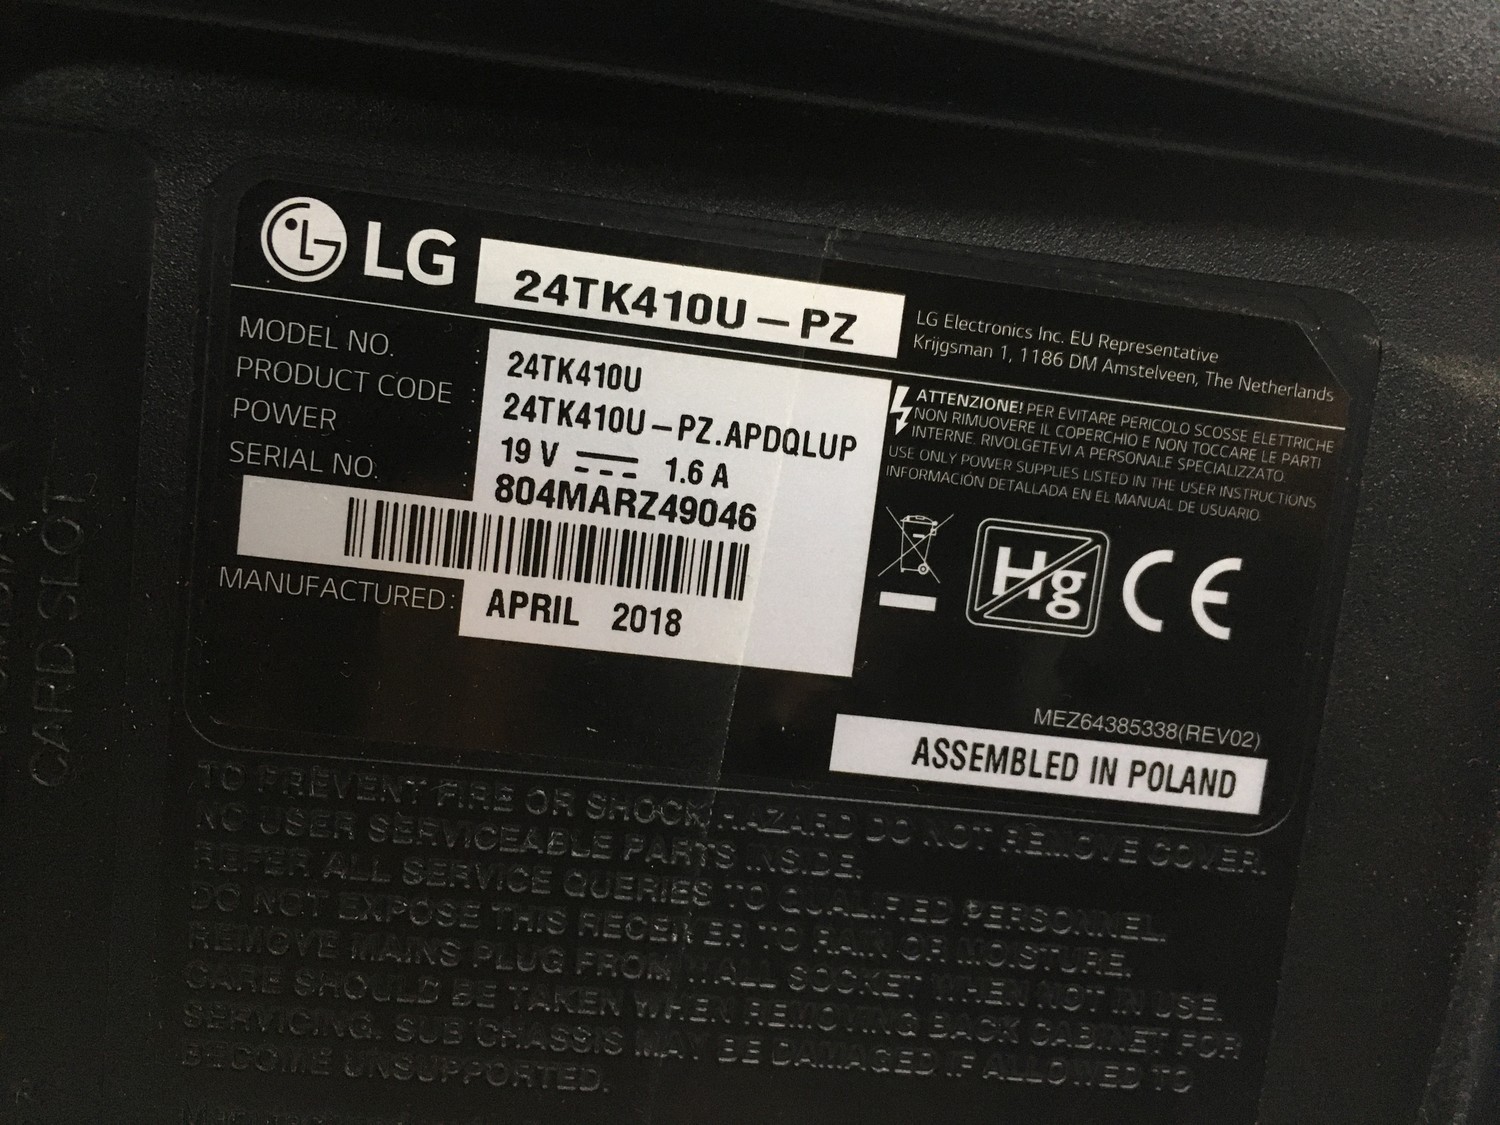 LG 24TK410U-PZ
LG Electronics Inc. EU Representative
Krijgsman 1, 1186 DM Amstelveen, The Netherlands
MODEL NO. : 24TK410U
PRODUCT CODE : 24TK410U-PZ.APDQLUP
POWER : 19 V ⎓ 1.6 A
SERIAL NO. : 804MARZ49046
MANUFACTURED: APRIL 2018
ATTENZIONE! PER EVITARE PERICOLO SCOSSE ELETTRICHE
NON RIMUOVERE IL COPERCHIO E NON TOCCARE LE PARTI
INTERNE. RIVOLGETEVI A PERSONALE SPECIALIZZATO.
USE ONLY POWER SUPPLIES LISTED IN THE USER INSTRUCTIONS.
INFORMACIÓN DETALLADA EN EL MANUAL DE USUARIO.
Hg CE
MEZ64385338(REV02)
ASSEMBLED IN POLAND
TO PREVENT FIRE OR SHOCK HAZARD DO NOT REMOVE COVER.
NO USER SERVICEABLE PARTS INSIDE.
REFER ALL SERVICE QUERIES TO QUALIFIED PERSONNEL.
DO NOT EXPOSE THIS RECEIVER TO RAIN OR MOISTURE.
REMOVE MAINS PLUG FROM WALL SOCKET WHEN NOT IN USE.
CARE SHOULD BE TAKEN WHEN REMOVING BACK CABINET FOR
SERVICING. SUB CHASSIS MAY BE DAMAGED IF ALLOWED TO
BECOME UNSUPPORTED.
CARD SLOT